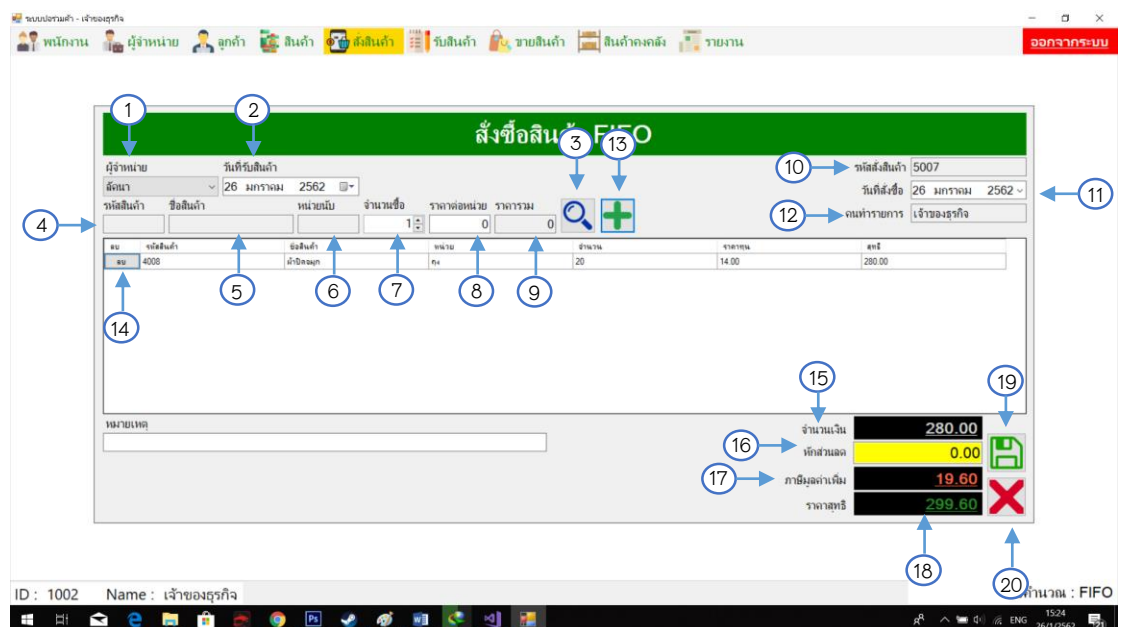 ระบบปลรวมค้า - เจ้าของธุรกิจ
พนักงาน ผู้จำหน่าย ลูกค้า สินค้า สั่งสินค้า รับสินค้า ขายสินค้า สินค้าคงคลัง รายงาน ออกจากระบบ
1 2
สั่งซื้อสินค้า FIFO
3 13
ผู้จำหน่าย วันที่รับสินค้า 10 รหัสสั่งสินค้า 5007
ลัดนา 26 มกราคม 2562 วันที่สั่งซื้อ 26 มกราคม 2562 11
รหัสสินค้า ชื่อสินค้า หน่วยนับ จำนวนซื้อ ราคาต่อหน่วย ราคารวม 12 คนทำรายการ เจ้าของธุรกิจ
4 1 0 0
ลบ รหัสสินค้า ชื่อสินค้า หน่วย จำนวน ราคาทุน สุทธิ
ลบ 4008 ผ้าปิดจมูก ถุง 20 14.00 280.00
5 6 7 8 9
14
15 19
หมายเหตุ จำนวนเงิน 280.00
16 หักส่วนลด 0.00
17 ภาษีมูลค่าเพิ่ม 19.60
ราคาสุทธิ 299.60
18 20
ID : 1002 Name : เจ้าของธุรกิจ คำนวณ : FIFO
ENG 15:24
26/1/2562